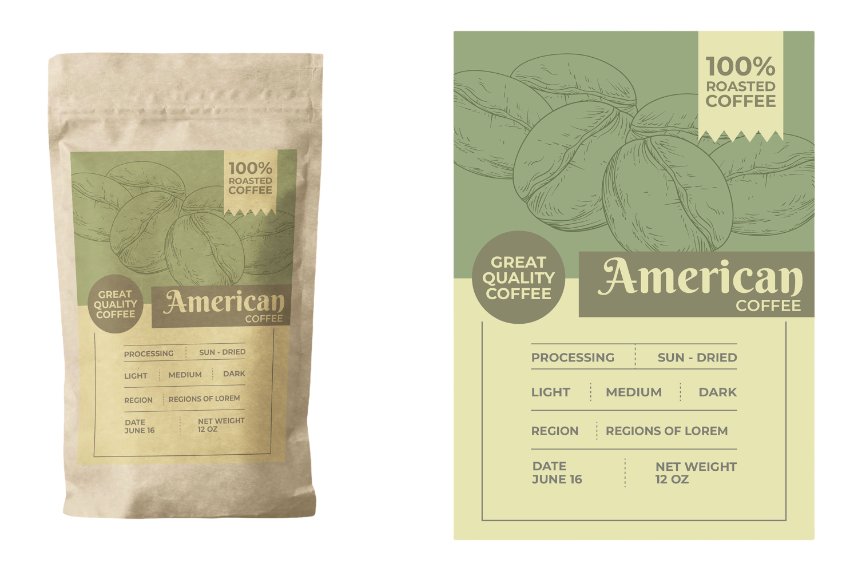 100%
ROASTED
COFFEE
GREAT
QUALITY
COFFEE
American
COFFEE
PROCESSING SUN - DRIED
LIGHT MEDIUM DARK
REGION REGIONS OF LOREM
DATE NET WEIGHT
JUNE 16 12 OZ
100%
ROASTED
COFFEE
GREAT
QUALITY
COFFEE
American
COFFEE
PROCESSING SUN - DRIED
LIGHT MEDIUM DARK
REGION REGIONS OF LOREM
DATE NET WEIGHT
JUNE 16 12 OZ